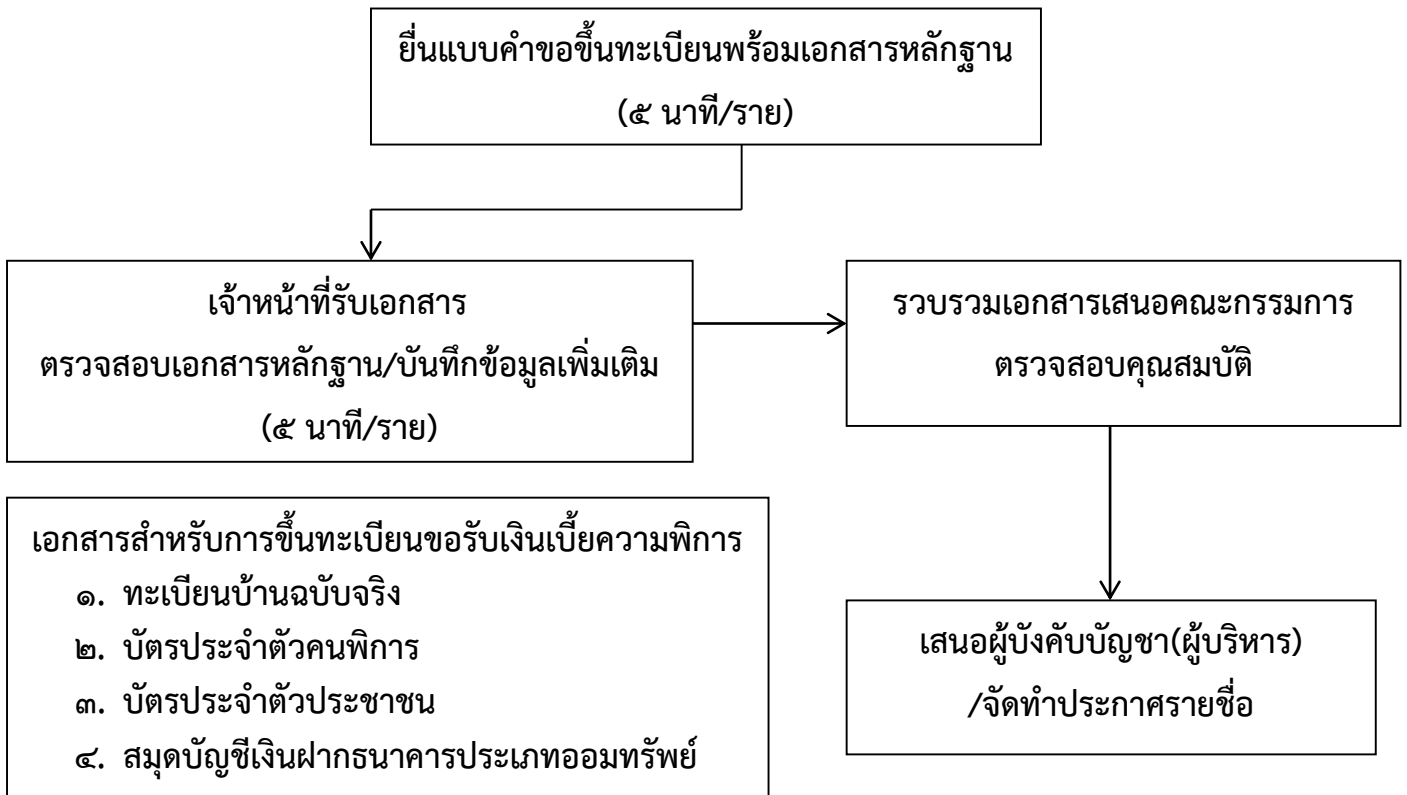 ยื่นแบบคำขอขึ้นทะเบียนพร้อมเอกสารหลักฐาน
(๕ นาที/ราย)
เจ้าหน้าที่รับเอกสาร
ตรวจสอบเอกสารหลักฐาน/บันทึกข้อมูลเพิ่มเติม
(๕ นาที/ราย)
รวบรวมเอกสารเสนอคณะกรรมการ
ตรวจสอบคุณสมบัติ
เสนอผู้บังคับบัญชา(ผู้บริหาร)
/จัดทำประกาศรายชื่อ
เอกสารสำหรับการขึ้นทะเบียนขอรับเงินเบี้ยความพิการ
๑. ทะเบียนบ้านฉบับจริง
๒. บัตรประจำตัวคนพิการ
๓. บัตรประจำตัวประชาชน
๔. สมุดบัญชีเงินฝากธนาคารประเภทออมทรัพย์